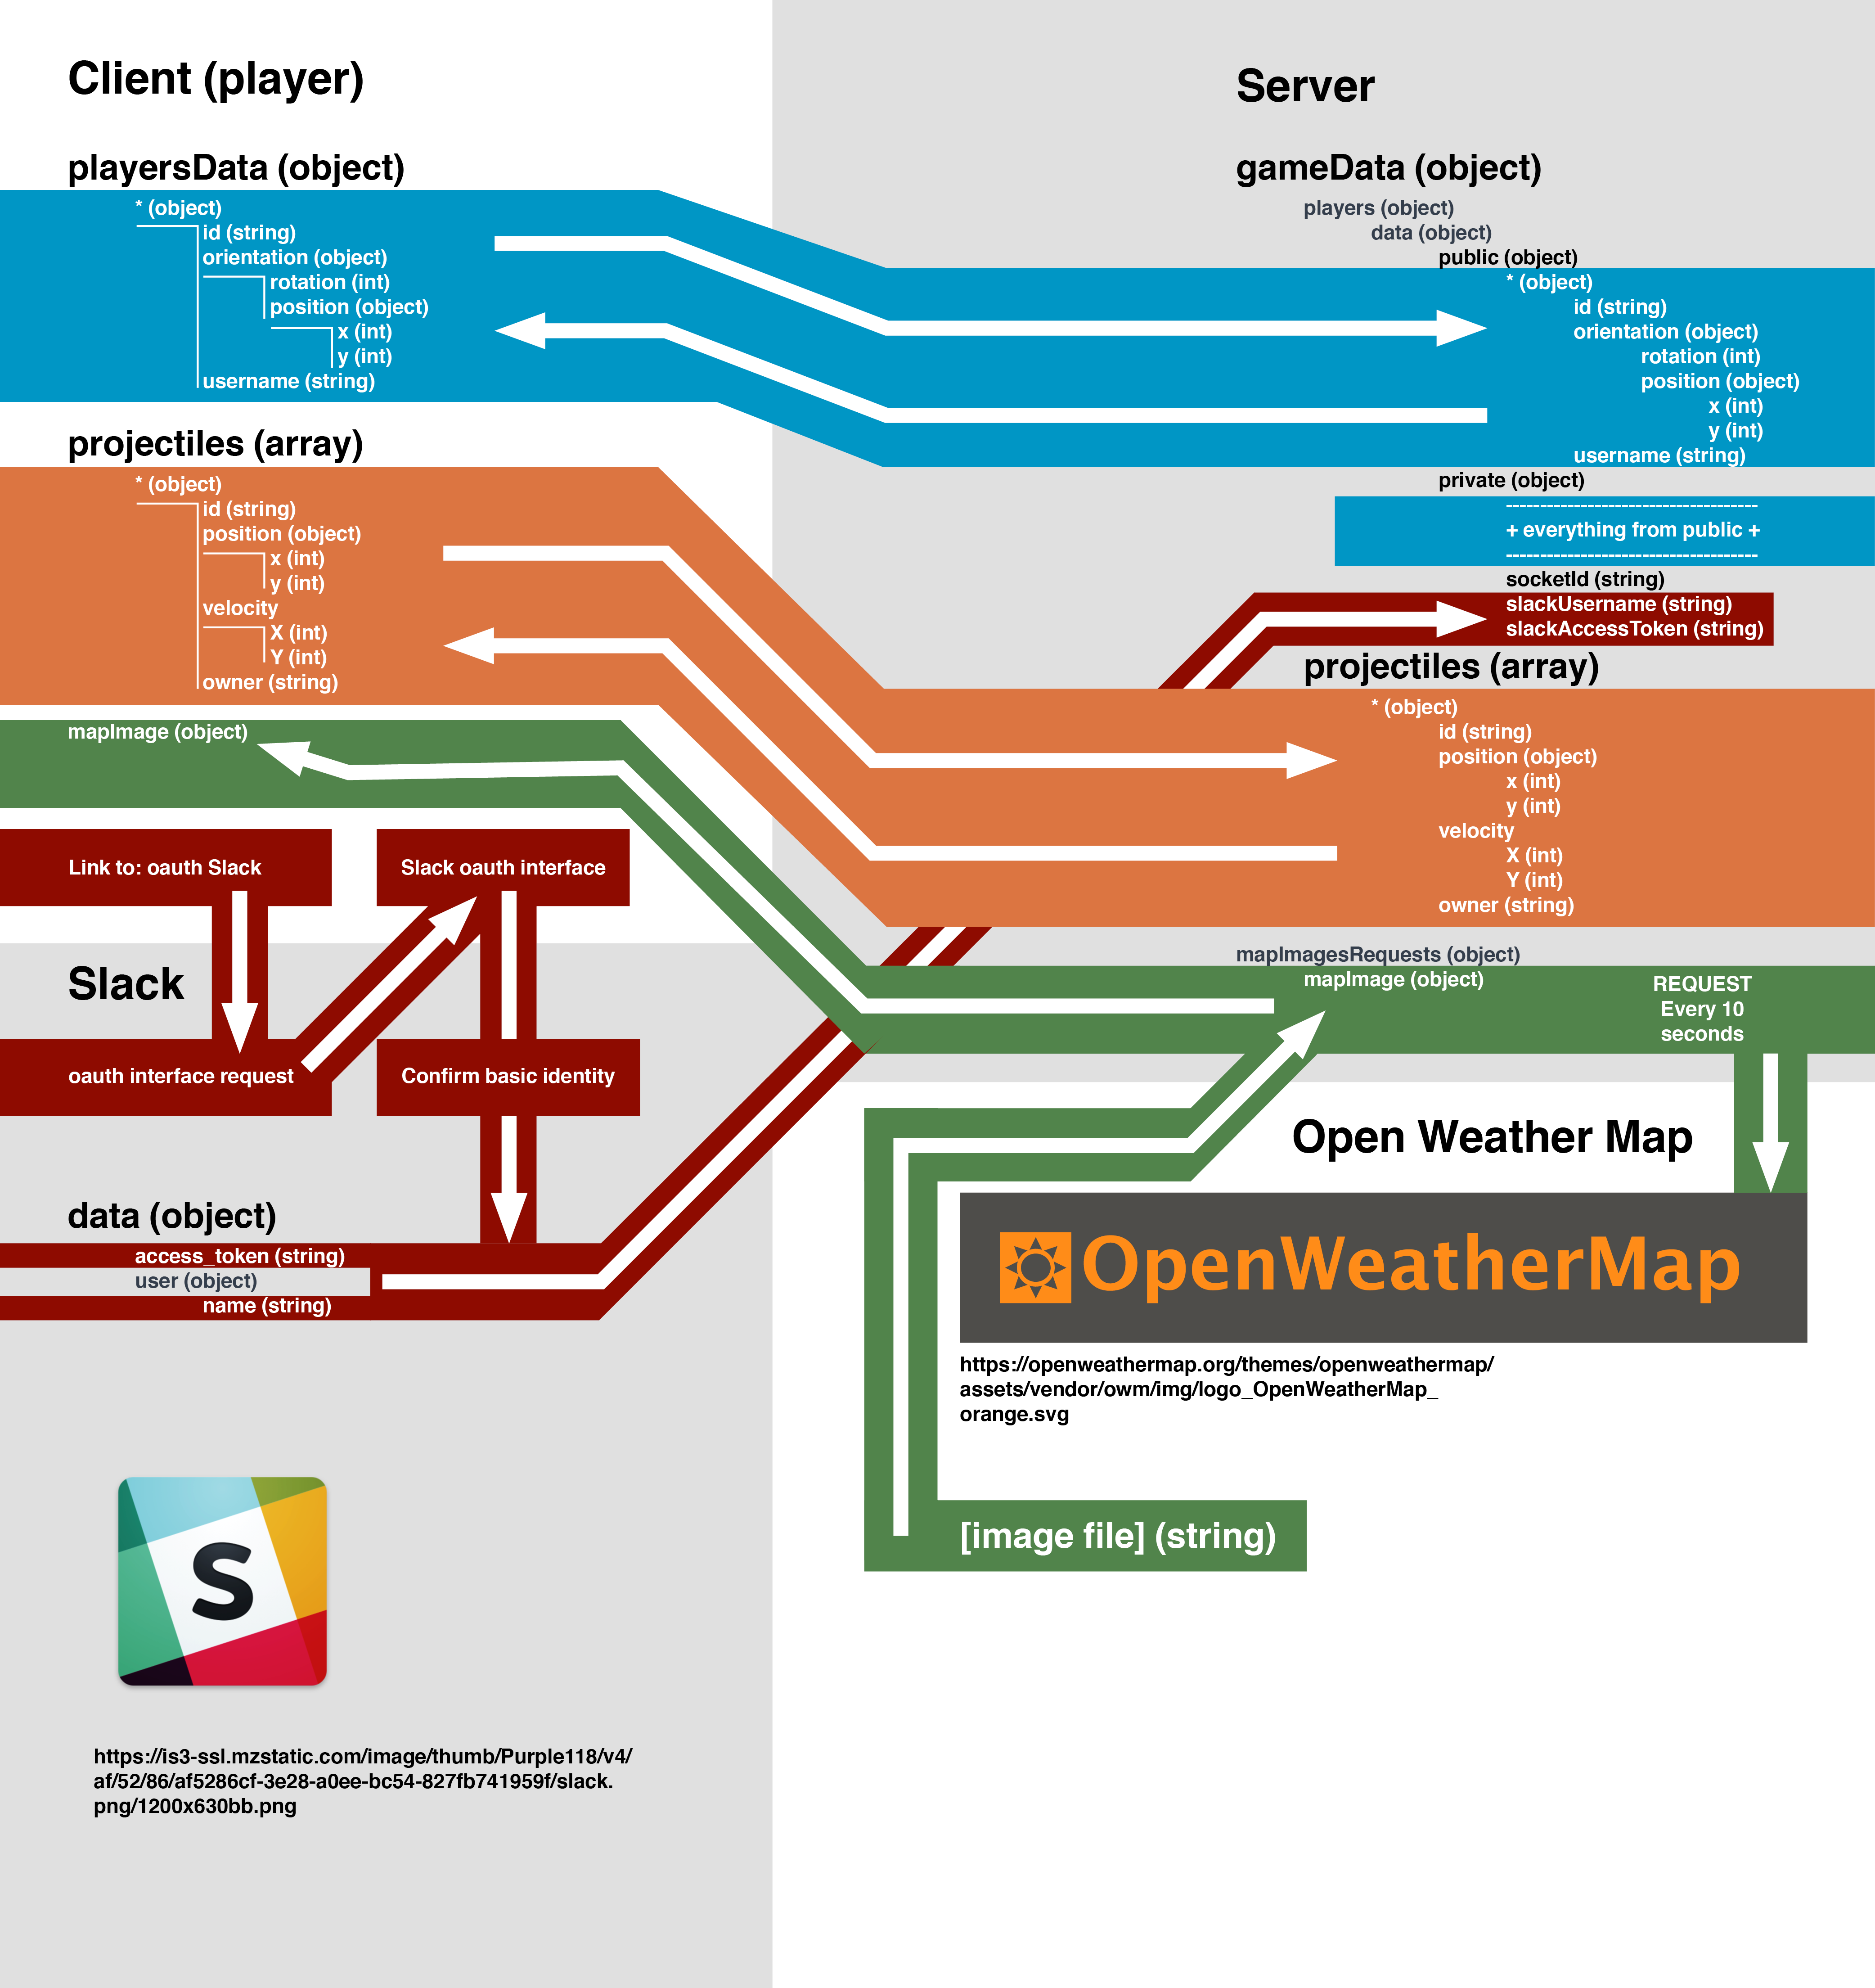 Client (player)
playersData (object)
* (object)
id (string)
orientation (object)
rotation (int)
position (object)
x (int)
y (int)
username (string)
projectiles (array)
* (object)
id (string)
position (object)
x (int)
y (int)
velocity
X (int)
Y (int)
owner (string)
mapImage (object)
Link to: oauth Slack
Slack oauth interface
Slack
oauth interface request
Confirm basic identity
data (object)
access_token (string)
user (object)
name (string)
S
https://is3-ssl.mzstatic.com/image/thumb/Purple118/v4/
af/52/86/af5286cf-3e28-a0ee-bc54-827fb741959f/slack.
png/1200x630bb.png
Server
gameData (object)
players (object)
data (object)
public (object)
* (object)
id (string)
orientation (object)
rotation (int)
position (object)
x (int)
y (int)
username (string)
private (object)
-------------------------------------
+ everything from public +
-------------------------------------
socketId (string)
slackUsername (string)
slackAccessToken (string)
projectiles (array)
* (object)
id (string)
position (object)
x (int)
y (int)
velocity
X (int)
Y (int)
owner (string)
mapImagesRequests (object)
mapImage (object)
REQUEST
Every 10
seconds
Open Weather Map
OpenWeatherMap
https://openweathermap.org/themes/openweathermap/
assets/vendor/owm/img/logo_OpenWeatherMap_
orange.svg
[image file] (string)